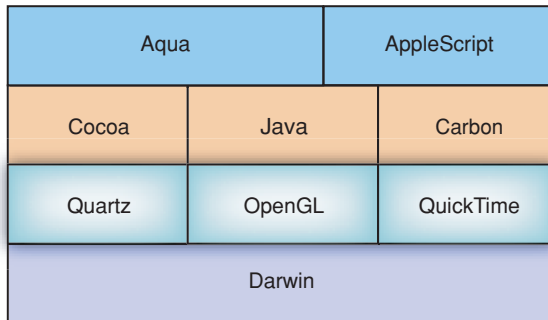 Aqua AppleScript
Cocoa Java Carbon
Quartz OpenGL QuickTime
Darwin